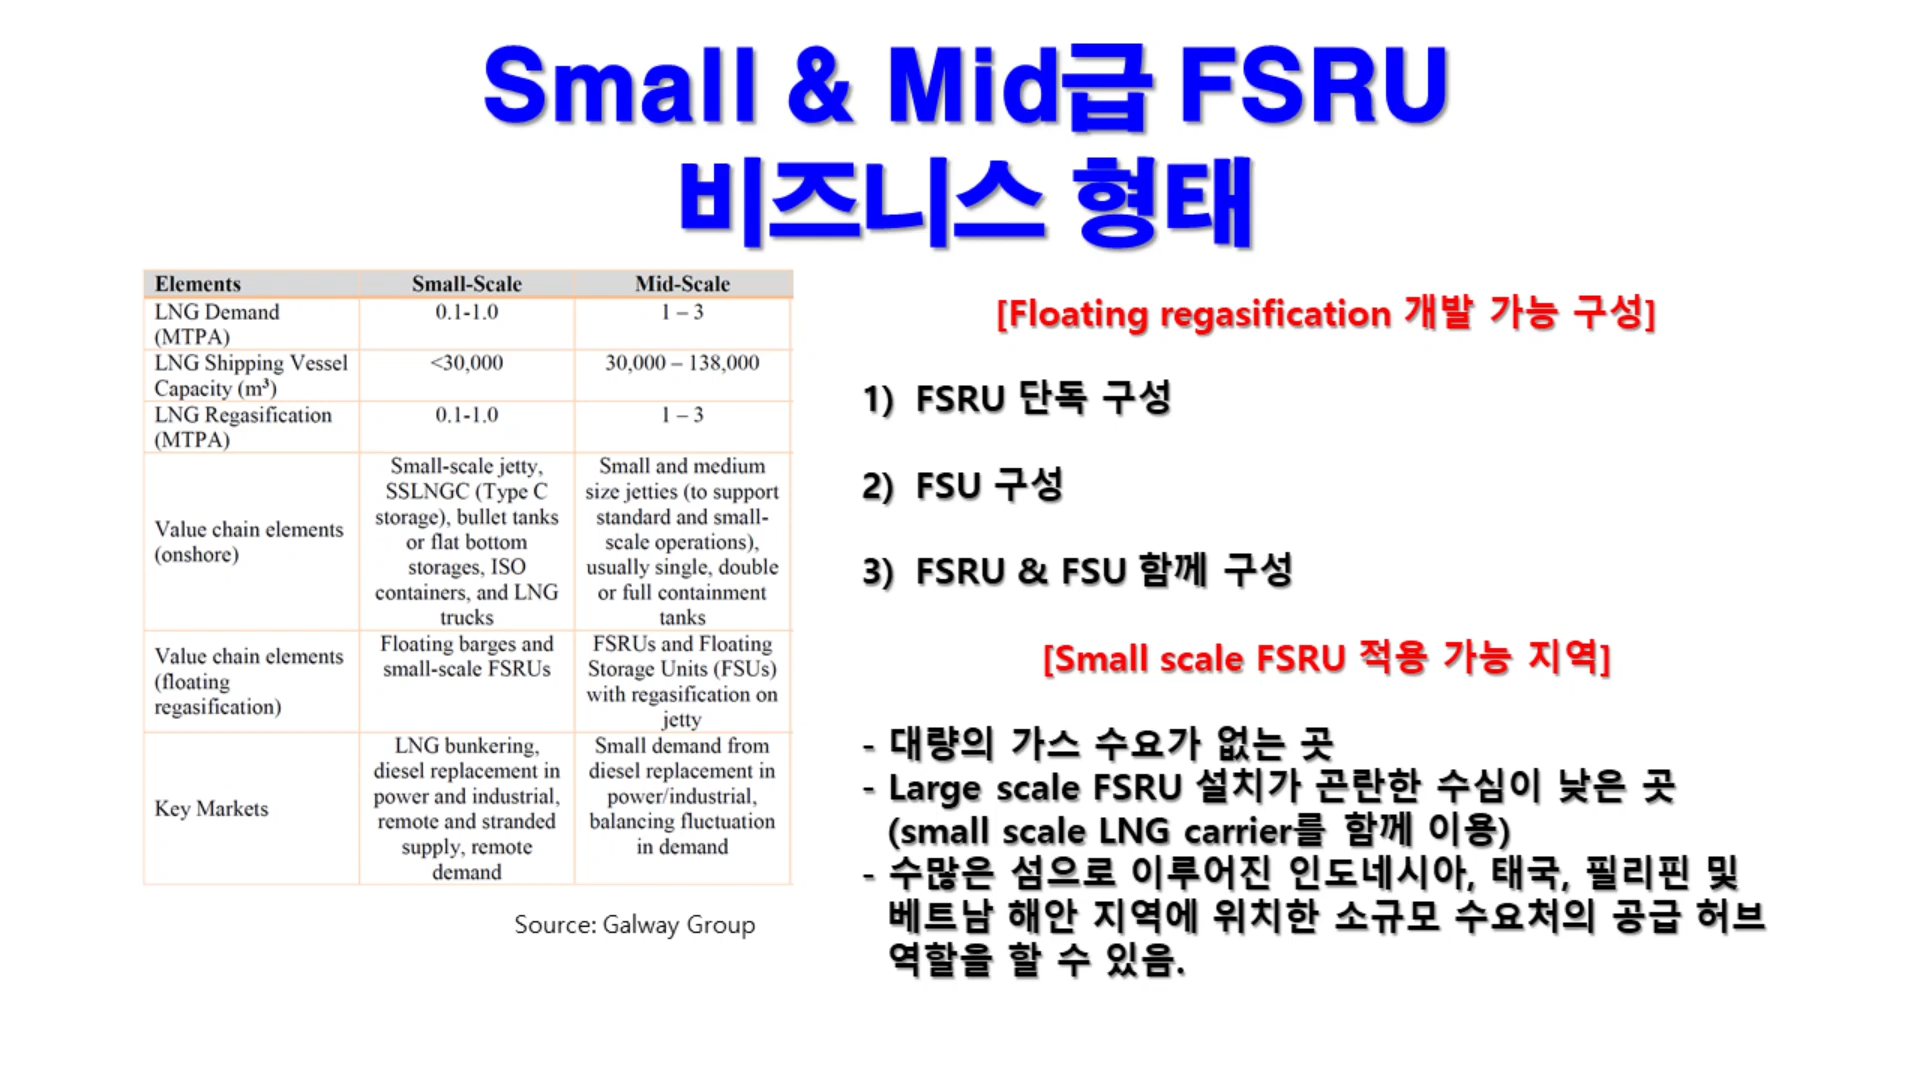 Small & Mid급 FSRU
비즈니스 형태
Elements Small-Scale Mid-Scale
LNG Demand
(MTPA)
0.1-1.0
1 – 3
LNG Shipping Vessel
Capacity (m³)
<30,000
30,000 – 138,000
LNG Regasification
(MTPA)
0.1-1.0
1 – 3
Value chain elements
(onshore)
Small-scale jetty,
SSLNGC (Type C
storage), bullet tanks
or flat bottom
storages, ISO
containers, and LNG
trucks
Small and medium
size jetties (to support
standard and small-
scale operations),
usually single, double
or full containment
tanks
Value chain elements
(floating
regasification)
Floating barges and
small-scale FSRUs
FSRUs and Floating
Storage Units (FSUs)
with regasification on
jetty
Key Markets
LNG bunkering,
diesel replacement in
power and industrial,
remote and stranded
supply, remote
demand
Small demand from
diesel replacement in
power/industrial,
balancing fluctuation
in demand
Source: Galway Group
[Floating regasification 개발 가능 구성]
1) FSRU 단독 구성
2) FSU 구성
3) FSRU & FSU 함께 구성
[Small scale FSRU 적용 가능 지역]
- 대량의 가스 수요가 없는 곳
- Large scale FSRU 설치가 곤란한 수심이 낮은 곳
(small scale LNG carrier를 함께 이용)
- 수많은 섬으로 이루어진 인도네시아, 태국, 필리핀 및
베트남 해안 지역에 위치한 소규모 수요처의 공급 허브
역할을 할 수 있음.